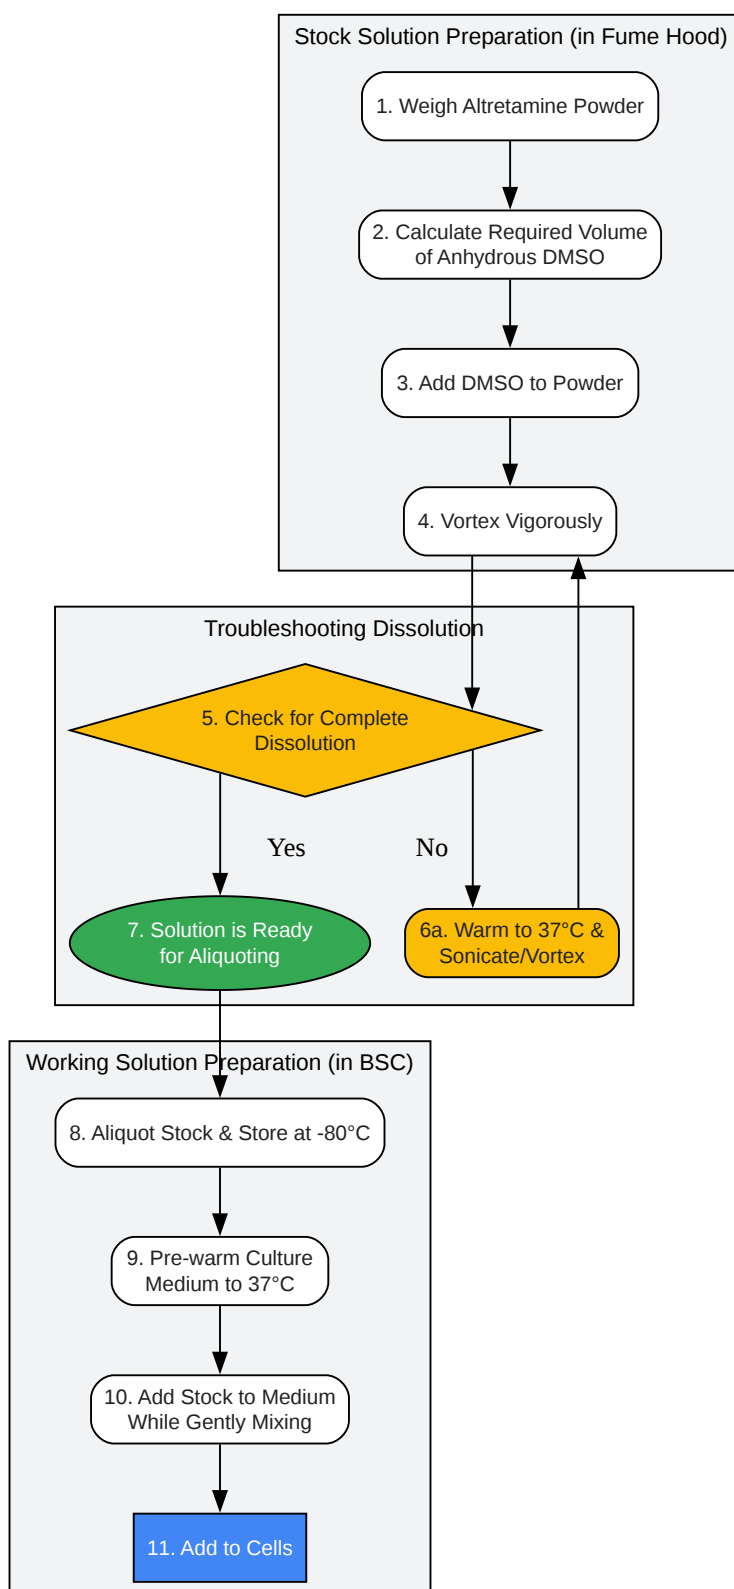 Stock Solution Preparation (in Fume Hood)
1. Weigh Altretamine Powder
2. Calculate Required Volume
of Anhydrous DMSO
3. Add DMSO to Powder
4. Vortex Vigorously
Troubleshooting Dissolution
5. Check for Complete
Dissolution
Yes
No
7. Solution is Ready
for Aliquoting
6a. Warm to 37°C &
Sonicate/Vortex
Working Solution Preparation (in BSC)
8. Aliquot Stock & Store at -80°C
9. Pre-warm Culture
Medium to 37°C
10. Add Stock to Medium
While Gently Mixing
11. Add to Cells